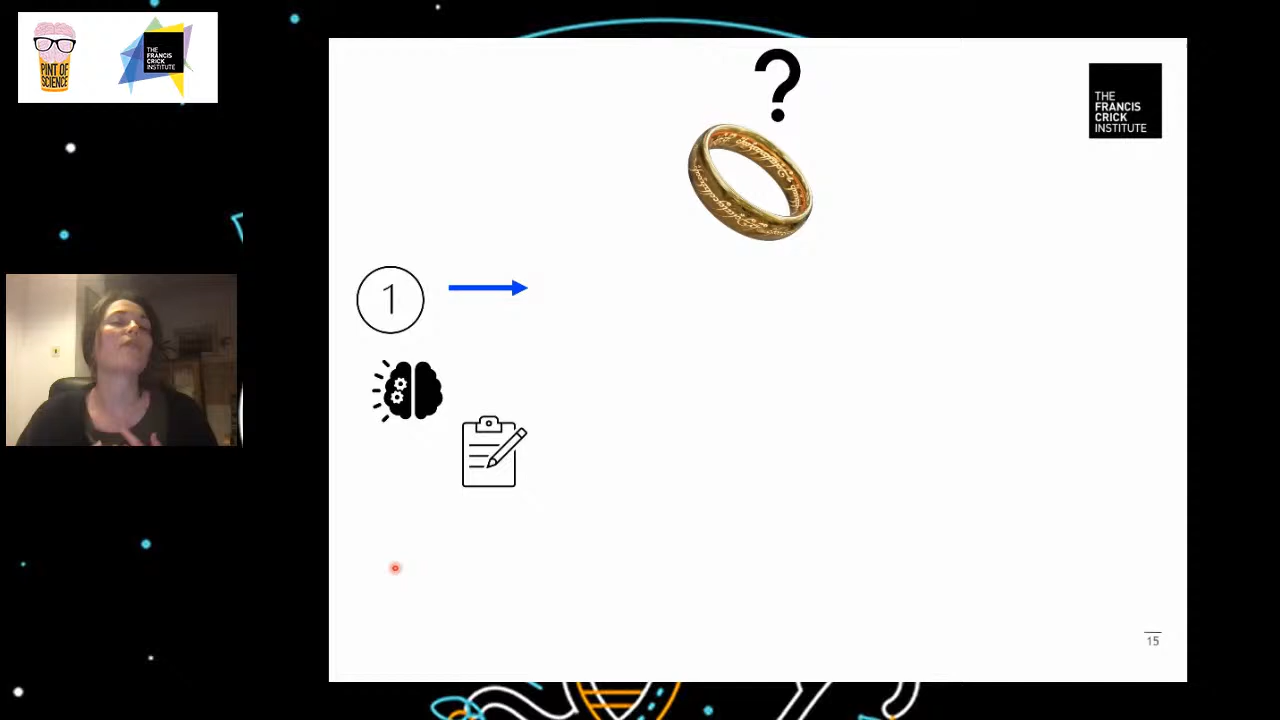 PINT OF
SCIENCE
THE
FRANCIS
CRICK
INSTITUTE
?
THE
FRANCIS
CRICK
INSTITUTE
1
15